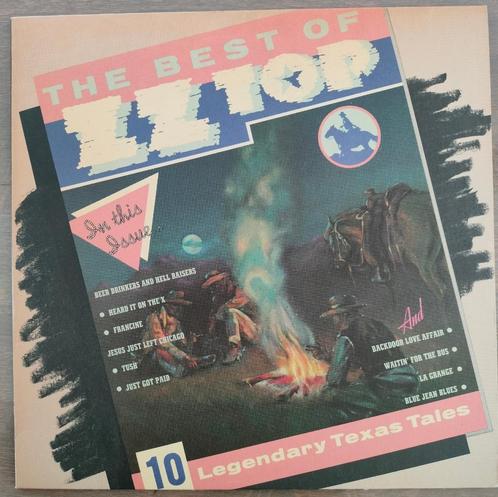 THE BEST OF
ZZ TOP
In this
Issue...
BEER DRINKERS AND HELL RAISERS
• HEARD IT ON THE X
• FRANCINE
JESUS JUST LEFT CHICAGO
• TUSH
• JUST GOT PAID
And
BACKDOOR LOVE AFFAIR •
WAITIN' FOR THE BUS •
LA GRANGE •
BLUE JEAN BLUES •
10 Legendary Texas Tales